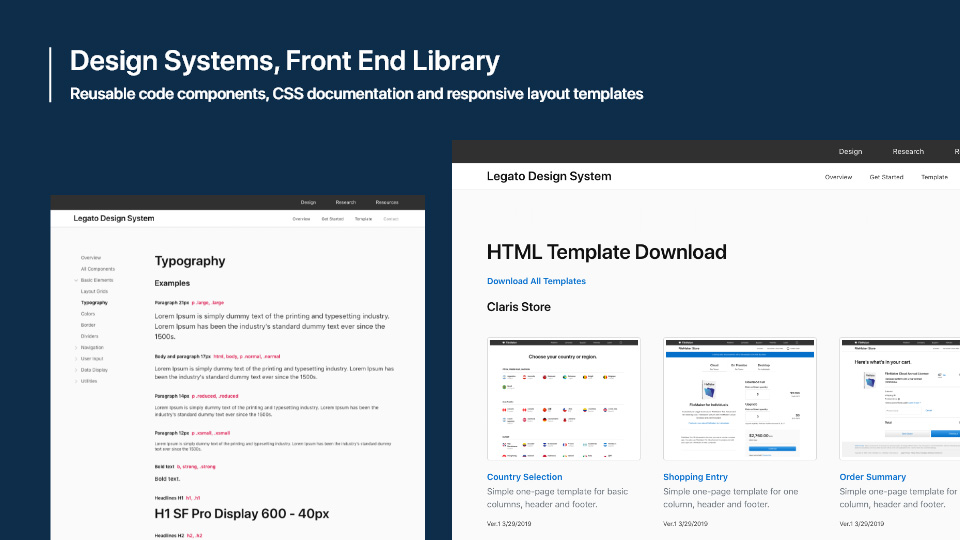 Design Systems, Front End Library
Reusable code components, CSS documentation and responsive layout templates
Design Research Resources
Legato Design System
Overview Get Started Template Contact
Overview
All Components
Basic Elements
Layout Grids
Typography
Colors
Border
Dividers
Navigation
User Input
Data Display
Utilities
Typography
Examples
Paragraph 21px p.large, .large
Lorem Ipsum is simply dummy text of the printing and typesetting industry.
Lorem Ipsum has been the industry's standard dummy text ever since the
1500s.
Body and paragraph 17px html, body, p.normal, .normal
Lorem Ipsum is simply dummy text of the printing and typesetting industry. Lorem Ipsum has
been the industry's standard dummy text ever since the 1500s.
Paragraph 14px p.reduced, .reduced
Lorem Ipsum is simply dummy text of the printing and typesetting industry. Lorem Ipsum has been the
industry's standard dummy text ever since the 1500s.
Paragraph 12px p.xsmall, .xsmall
Lorem Ipsum is simply dummy text of the printing and typesetting industry. Lorem Ipsum has been the industry's
standard dummy text ever since the 1500s.
Bold text b, strong, .strong
Bold text.
Headlines H1 h1, .h1
H1 SF Pro Display 600 - 40px
Headlines H2 h2, .h2
Design Research R
Legato Design System
Overview Get Started Template
HTML Template Download
Download All Templates
Claris Store
Choose your country or region.
FileMaker for Individuals
Here's what's in your cart.
Country Selection
Simple one-page template for basic
columns, header and footer.
Ver.1 3/29/2019
Shopping Entry
Simple one-page template for one
column, header and footer.
Ver.1 3/29/2019
Order Summary
Simple one-page template for
column, header and footer.
Ver.1 3/29/2019